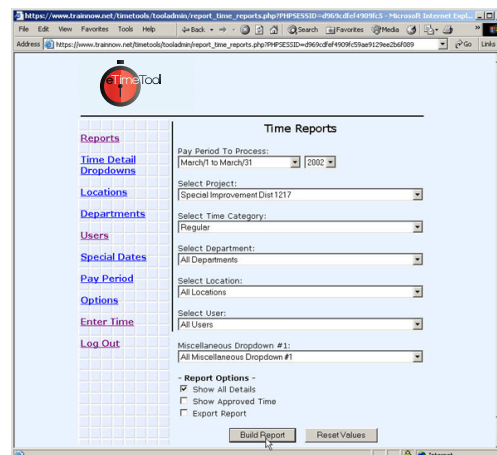 https://www.trainnow.net/timetools/tooladmin/report_time_reports.php?PHPSESSID=d969cdfef4909fc5 - Microsoft Internet Expl...
File Edit View Favorites Tools Help Back Search Favorites Media
Address https://www.trainnow.net/timetools/tooladmin/report_time_reports.php?PHPSESSID=d969cdfef4909fc59ae9129ee2b6f089 Go Links
eTimeTool
Time Reports
Reports
Time Detail
Dropdowns
Locations
Departments
Users
Special Dates
Pay Period
Options
Enter Time
Log Out
Pay Period To Process:
March/1 to March/31 2002
Select Project:
Special Improvement Dist 1217
Select Time Category:
Regular
Select Department:
All Departments
Select Location:
All Locations
Select User:
All Users
Miscellaneous Dropdown #1:
All Miscellaneous Dropdown #1
- Report Options -
Show All Details
Show Approved Time
Export Report
Build Report Reset Values
Internet